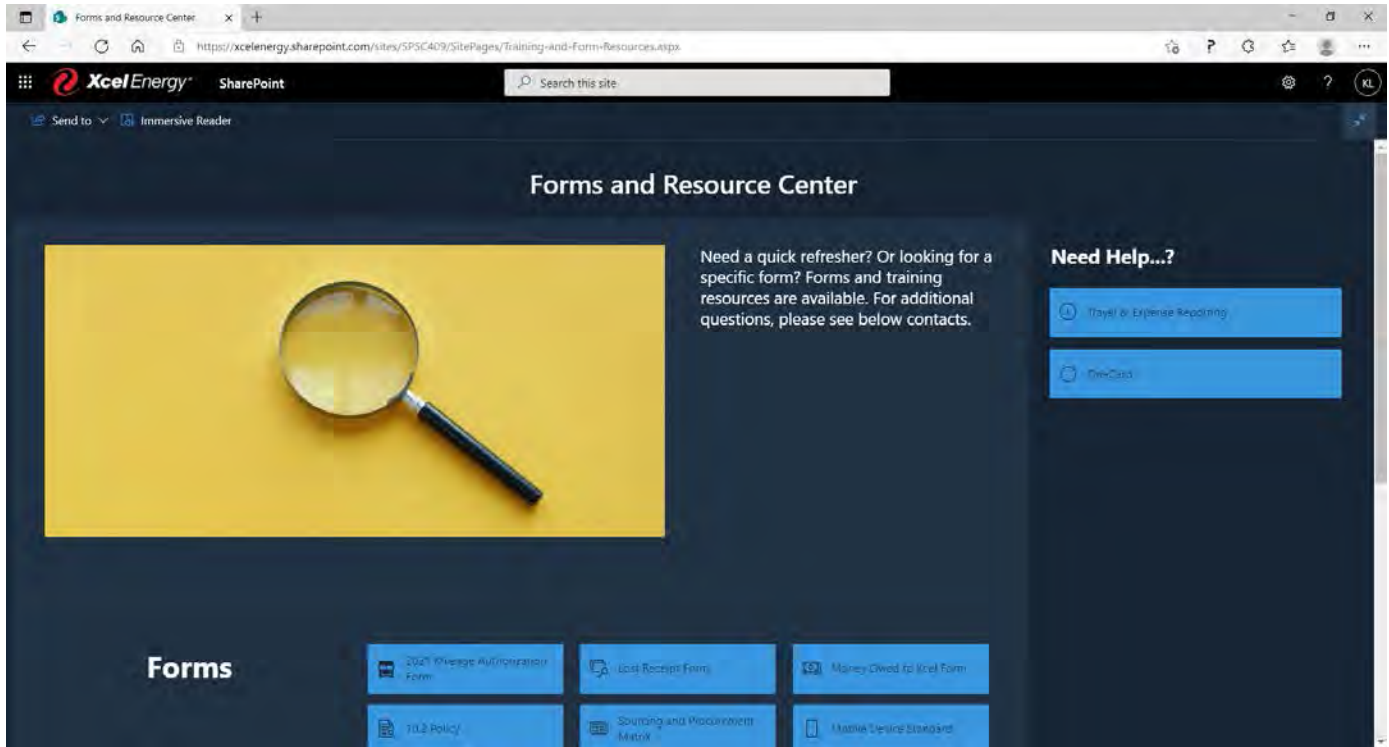 Forms and Resource Center
https://xcelenergy.sharepoint.com/sites/SPSC409/SitePages/Training-and-Form-Resources.aspx
Xcel Energy SharePoint
Search this site
KL
Send to Immersive Reader
Forms and Resource Center
Need a quick refresher? Or looking for a
specific form? Forms and training
resources are available. For additional
questions, please see below contacts.
Need Help...?
Travel & Expense Reporting
OneCard
Forms
2021 Mileage Authorization
Form
Lost Receipt Form
Money Owed to Xcel Form
10.2 Policy
Sourcing and Procurement
Matrix
Mobile Device Standard